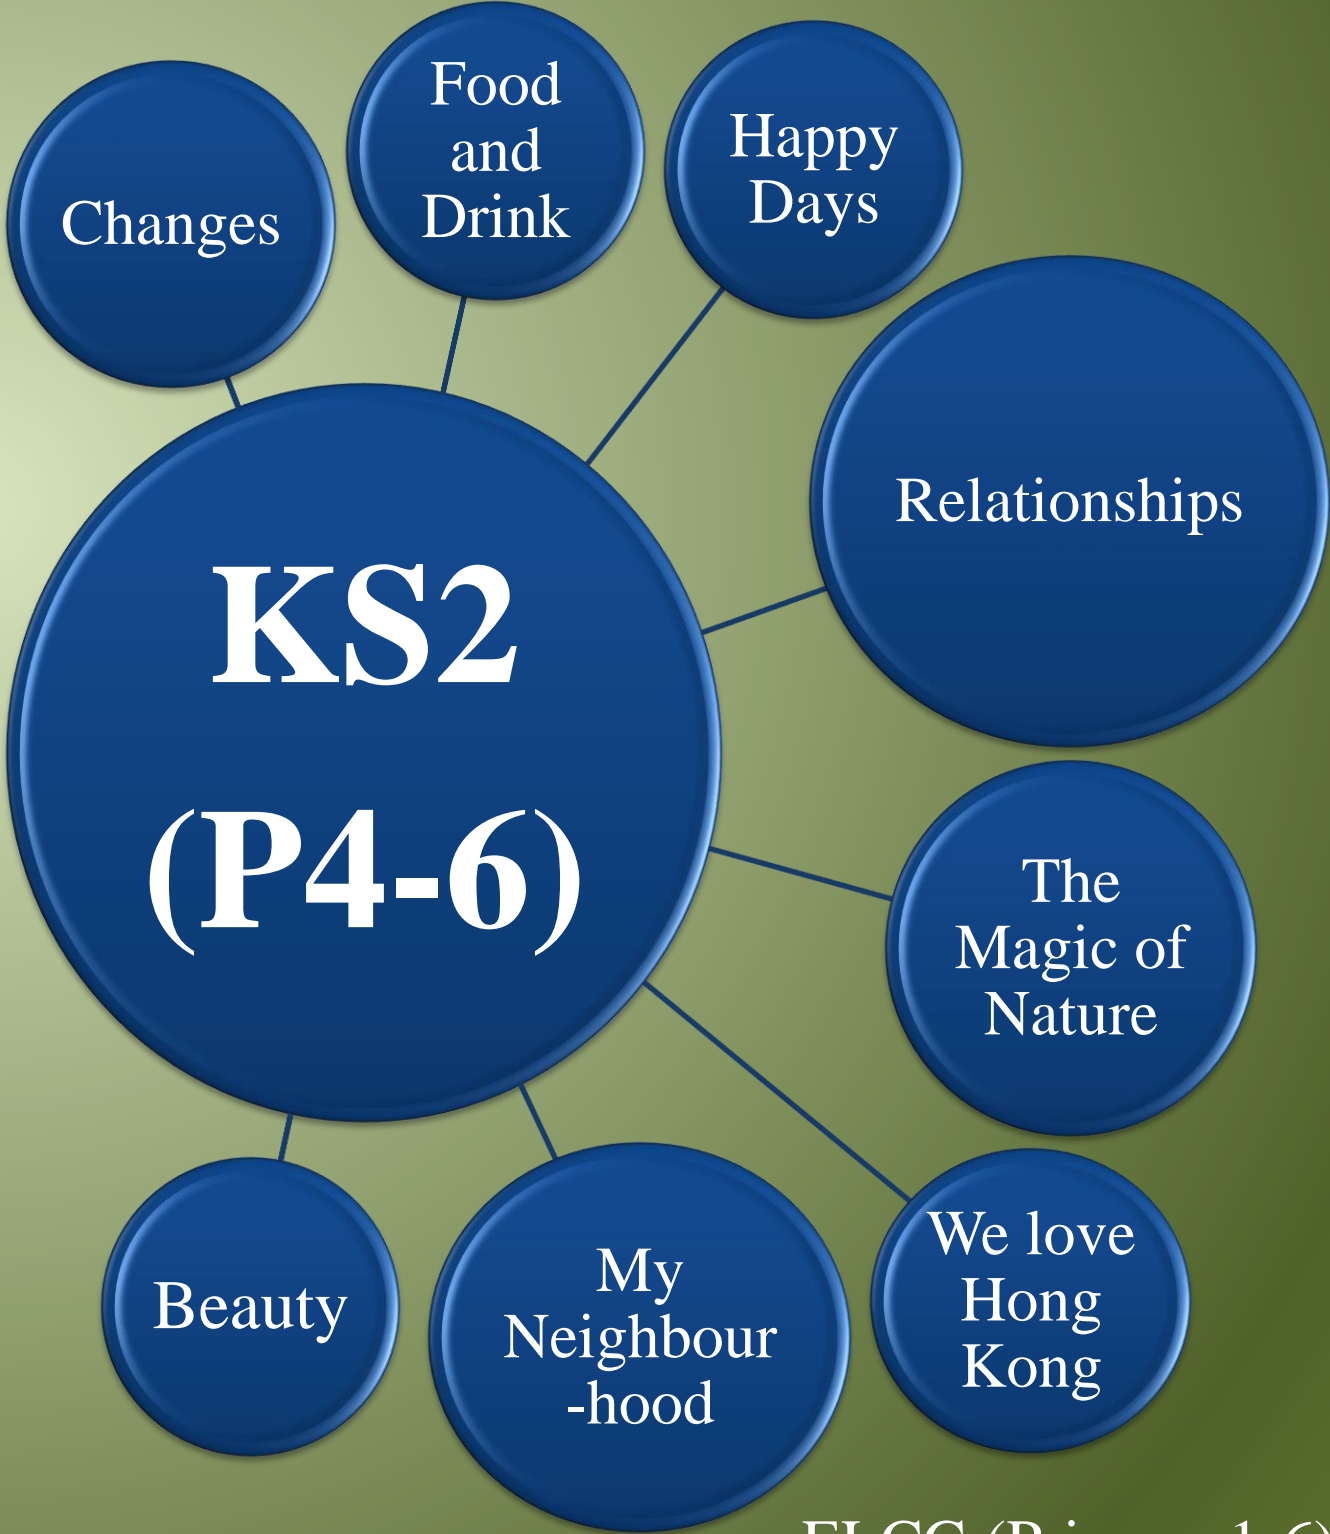 Changes
Food
and
Drink
Happy
Days
Relationships
KS2
(P4-6)
The
Magic of
Nature
We love
Hong
Kong
My
Neighbour
-hood
Beauty